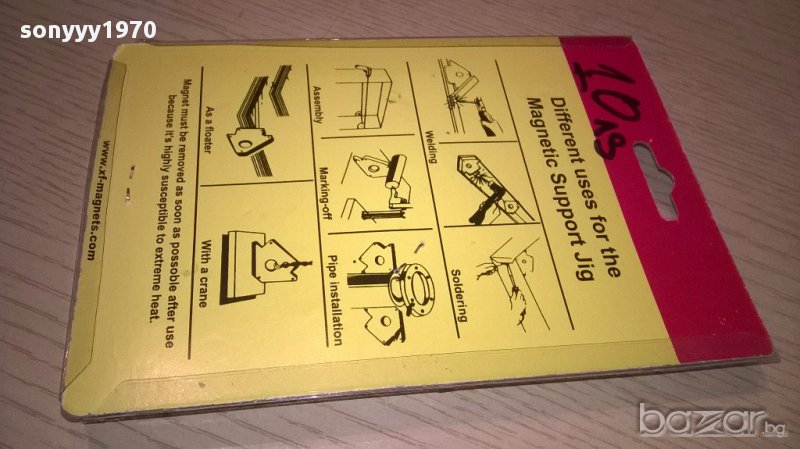 sonyyy1970
10лв
Different uses for the
Magnetic Support Jig
Welding
Soldering
Assembly
Marking-off
Pipe installation
As a floater
With a crane
Magnet must be removed as soon as possoble after use
because it's highly susceptible to extreme heat.
www.xf-magnets.com
bazar.bg